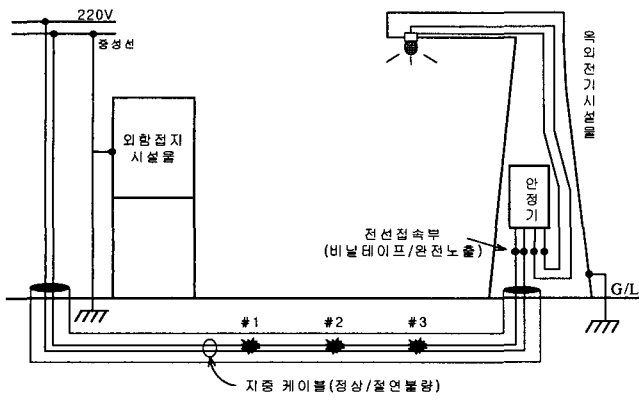 220V
중성선
외함접지
시설물
옥외전기시설물
안정기
전선접속부
(비닐테이프/완전노출)
G/L
#1 #2 #3
지중 케이블(정상/절연불량)